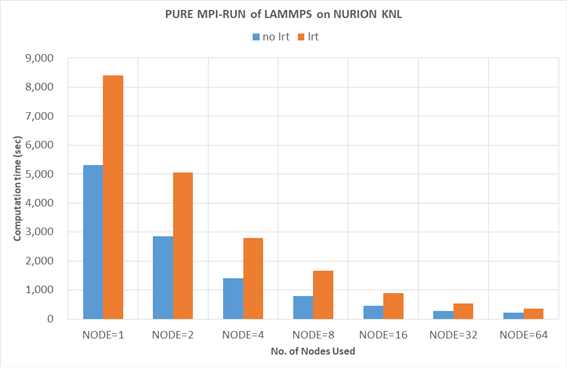 PURE MPI-RUN of LAMMPS on NURION KNL
no lrt lrt
9,000
8,000
7,000
6,000
5,000
4,000
3,000
2,000
1,000
0
Computation time (sec)
NODE=1 NODE=2 NODE=4 NODE=8 NODE=16 NODE=32 NODE=64
No. of Nodes Used